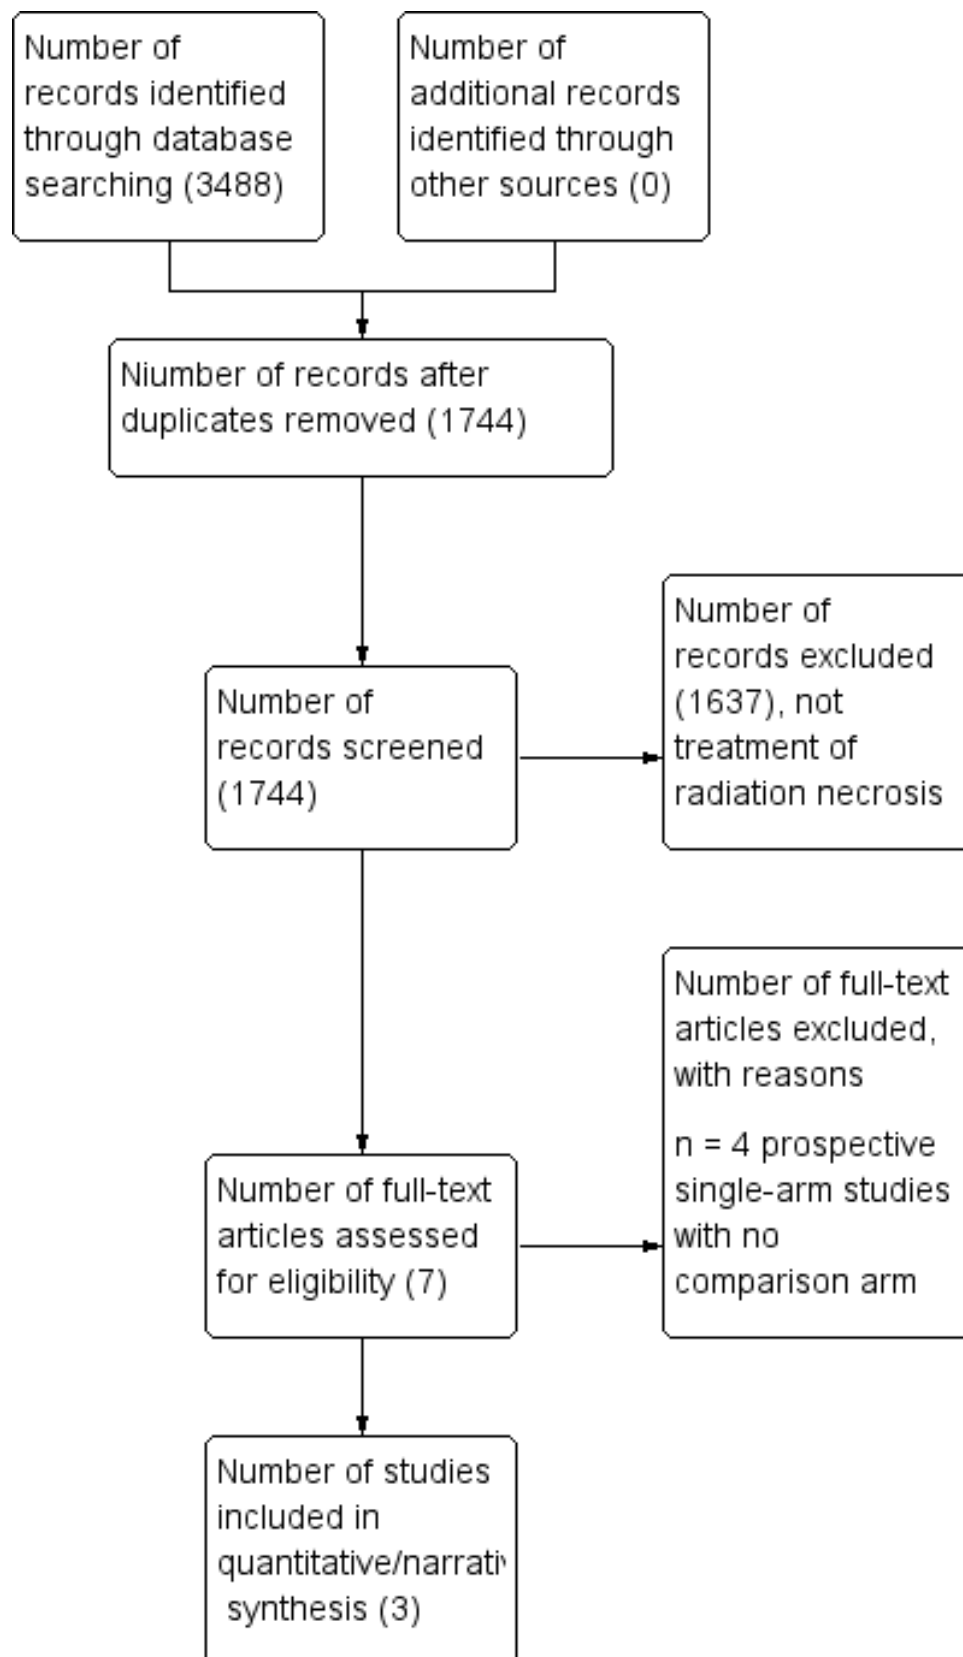 Number of
records identified
through database
searching (3488)
Number of
additional records
identified through
other sources (0)
Niumber of records after
duplicates removed (1744)
Number of
records screened
(1744)
Number of
records excluded
(1637), not
treatment of
radiation necrosis
Number of full-text
articles assessed
for eligibility (7)
Number of full-text
articles excluded,
with reasons
n = 4 prospective
single-arm studies
with no
comparison arm
Number of studies
included in
quantitative/narrativ
synthesis (3)